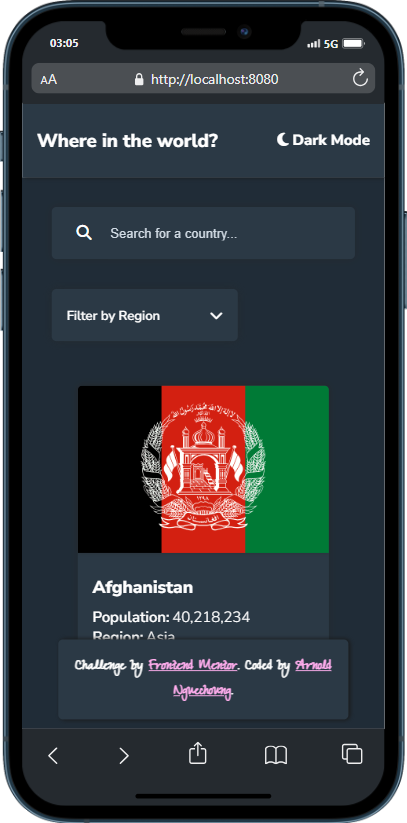 03:05 5G
AA http://localhost:8080
Where in the world? Dark Mode
Search for a country...
Filter by Region
Afghanistan
Population: 40,218,234
Region: Asia
Challenge by Frontend Mentor. Coded by Arnold
Nguechoung.